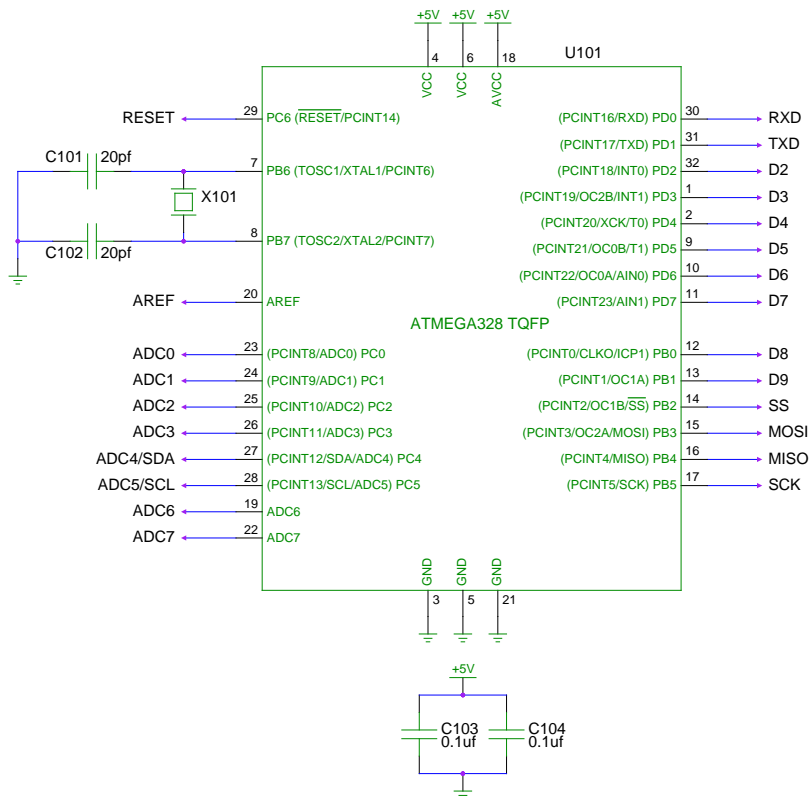 +5V +5V +5V
4 6 18
U101
VCC VCC AVCC
RESET 29 PC6 (RESET/PCINT14)
(PCINT16/RXD) PD0 30 RXD
(PCINT17/TXD) PD1 31 TXD
C101 20pf
7 PB6 (TOSC1/XTAL1/PCINT6)
(PCINT18/INT0) PD2 32 D2
X101
(PCINT19/OC2B/INT1) PD3 1 D3
(PCINT20/XCK/T0) PD4 2 D4
8 PB7 (TOSC2/XTAL2/PCINT7)
C102 20pf
(PCINT21/OC0B/T1) PD5 9 D5
(PCINT22/OC0A/AIN0) PD6 10 D6
AREF 20 AREF
(PCINT23/AIN1) PD7 11 D7
ATMEGA328 TQFP
ADC0 23 (PCINT8/ADC0) PC0
(PCINT0/CLKO/ICP1) PB0 12 D8
ADC1 24 (PCINT9/ADC1) PC1
(PCINT1/OC1A) PB1 13 D9
ADC2 25 (PCINT10/ADC2) PC2
(PCINT2/OC1B/SS) PB2 14 SS
ADC3 26 (PCINT11/ADC3) PC3
(PCINT3/OC2A/MOSI) PB3 15 MOSI
ADC4/SDA 27 (PCINT12/SDA/ADC4) PC4
(PCINT4/MISO) PB4 16 MISO
ADC5/SCL 28 (PCINT13/SCL/ADC5) PC5
(PCINT5/SCK) PB5 17 SCK
ADC6 19 ADC6
ADC7 22 ADC7
GND GND GND
3 5 21
+5V
C103 C104
0.1uf 0.1uf